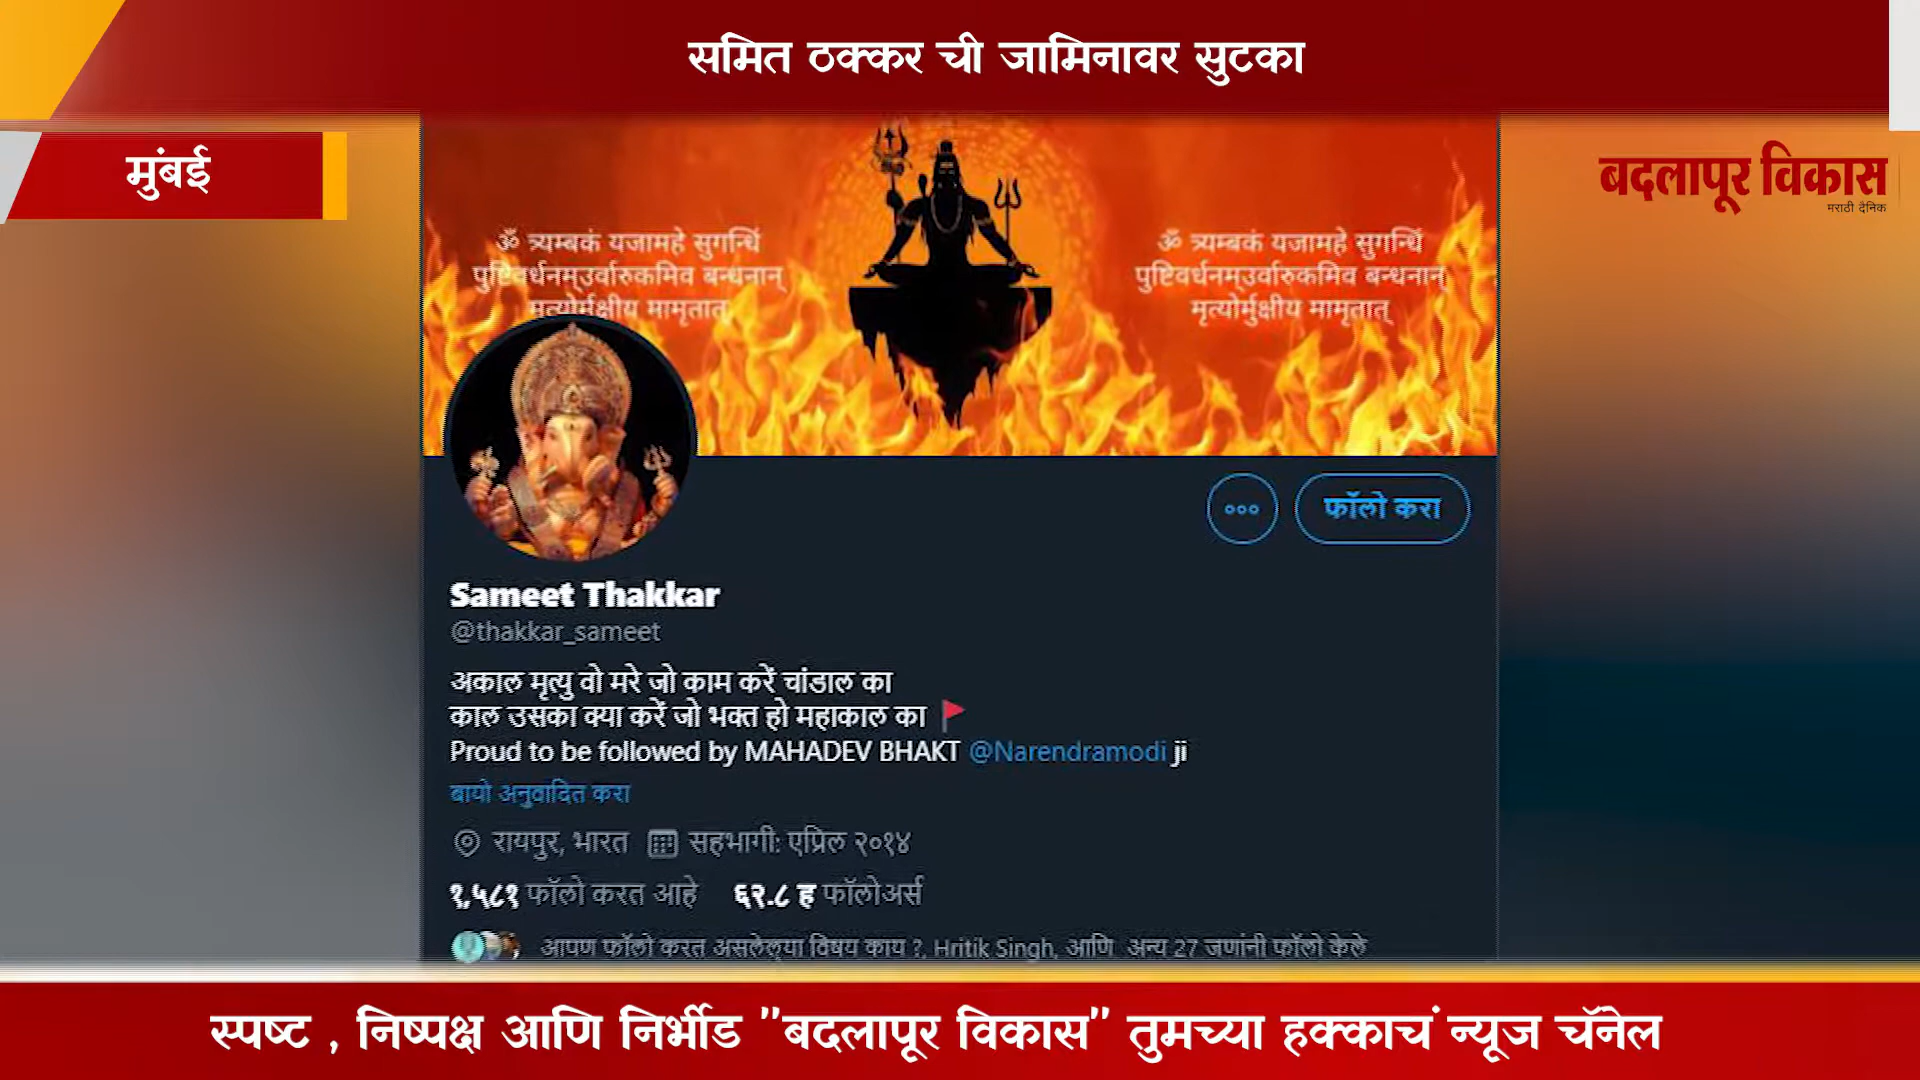 समित ठक्कर ची जामिनावर सुटका
मुंबई
बदलापूर विकास
मराठी दैनिक
ॐ त्र्यम्बकं यजामहे सुगन्धिं
पुष्टिवर्धनम्उर्वारुकमिव बन्धनान्
मृत्योर्मुक्षीय मामृतात्
ॐ त्र्यम्बकं यजामहे सुगन्धिं
पुष्टिवर्धनम्उर्वारुकमिव बन्धनान्
मृत्योर्मुक्षीय मामृतात्
फॉलो करा
Sameet Thakkar
@thakkar_sameet
अकाल मृत्यु वो मरे जो काम करें चांडाल का
काल उसका क्या करें जो भक्त हो महाकाल का
Proud to be followed by MAHADEV BHAKT @Narendramodi ji
बायो अनुवादित करा
रायपुर, भारत सहभागी: एप्रिल २०१४
१,५८१ फॉलो करत आहे ६२.८ ह फॉलोअर्स
आपण फॉलो करत असलेल्या विषय काय ?, Hritik Singh, आणि अन्य 27 जणांनी फॉलो केले
स्पष्ट , निष्पक्ष आणि निर्भीड "बदलापूर विकास" तुमच्या हक्काचं न्यूज चॅनेल